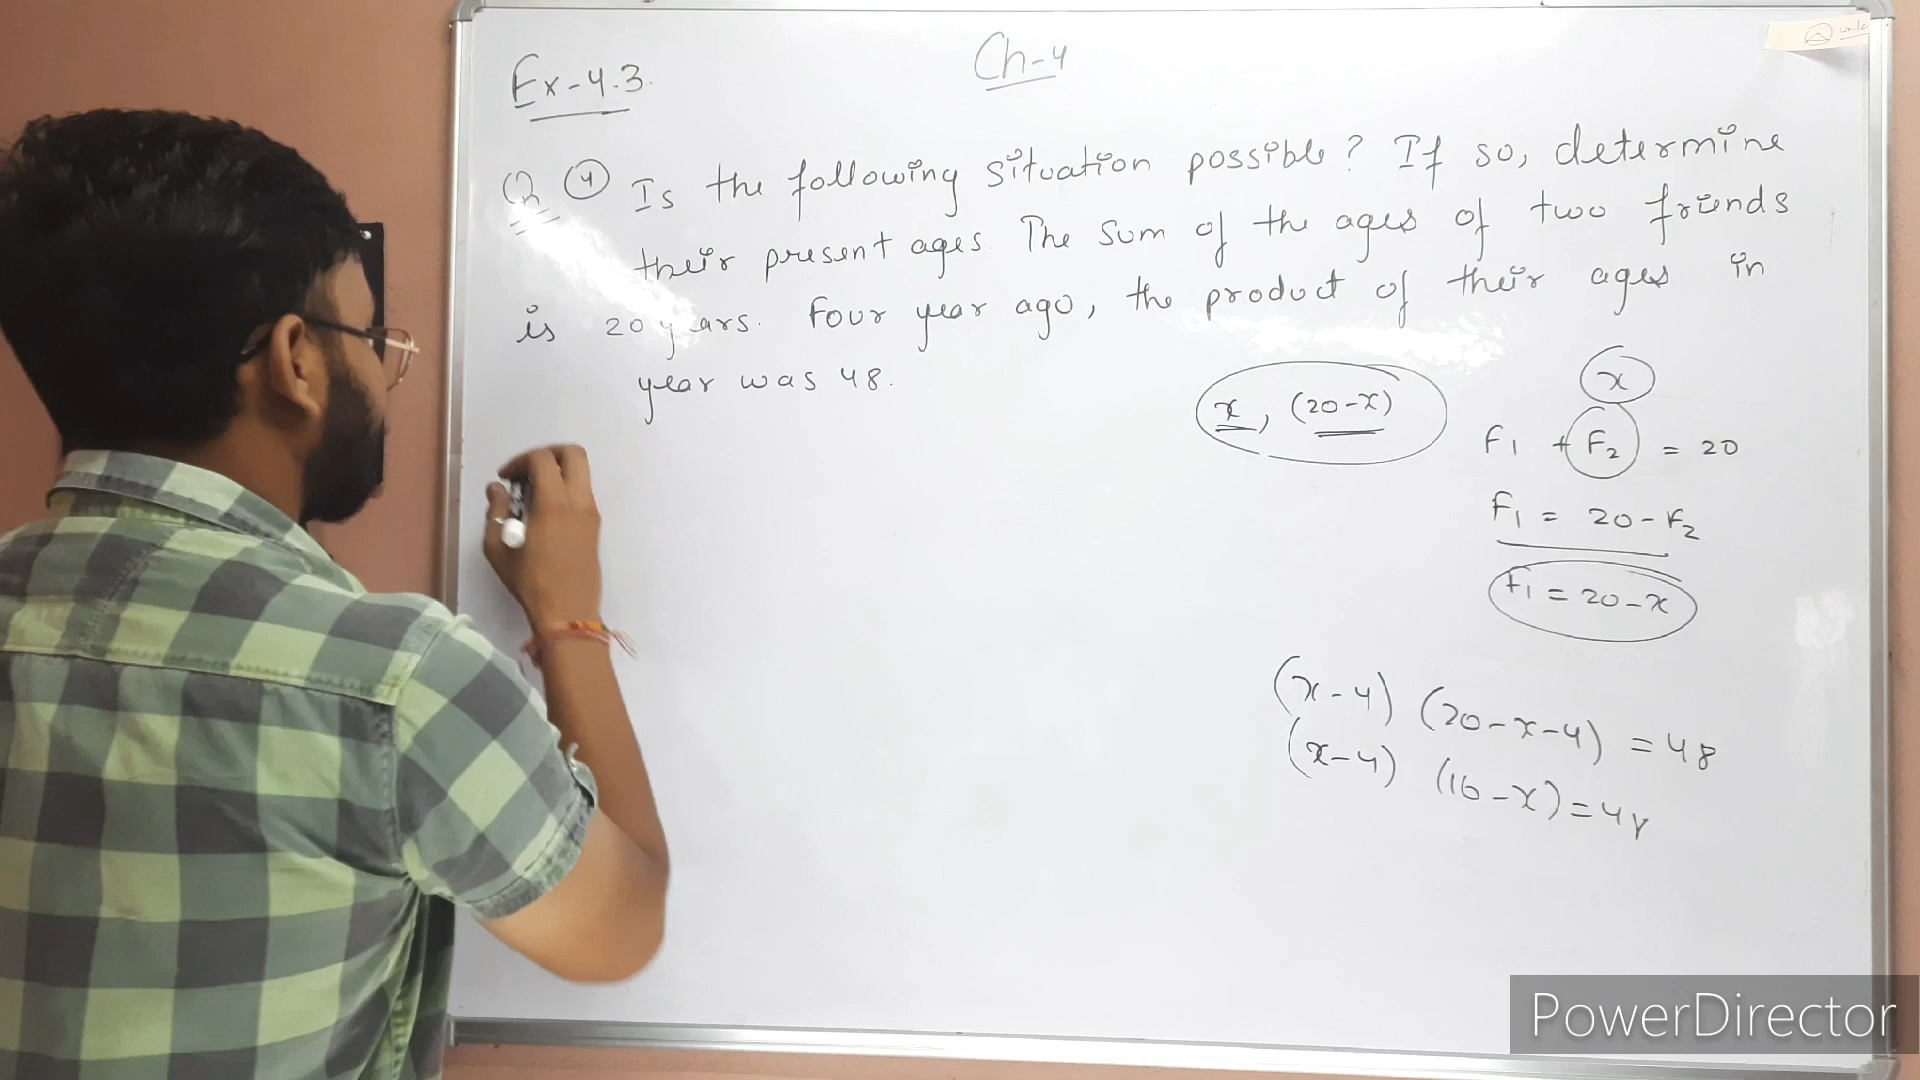 Ch-4
Ex-4.3.
Qn ④ Is the following situation possible? If so, determine
their present ages. The sum of the ages of two friends
is 20 years. Four year ago, the product of their ages in
year was 48.
x, (20-x)
x
F₁ + F₂ = 20
F₁ = 20-F₂
F₁ = 20-x
(x-4) (20-x-4) = 48
(x-4) (16-x) = 48
PowerDirector